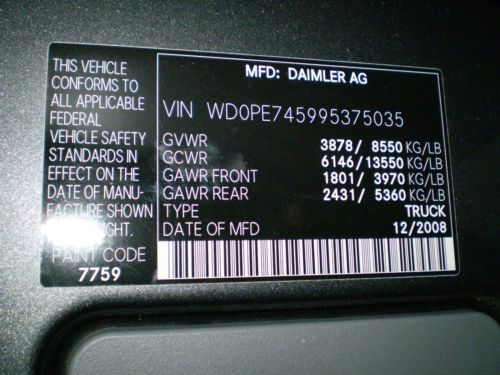 THIS VEHICLE
CONFORMS TO
ALL APPLICABLE
FEDERAL
VEHICLE SAFETY
STANDARDS IN
EFFECT ON THE
DATE OF MANU-
FACTURE SHOWN
PAINT CODE
7759
MFD: DAIMLER AG
VIN WD0PE745995375035
GVWR 3878/ 8550 KG/LB
GCWR 6146/13550 KG/LB
GAWR FRONT 1801/ 3970 KG/LB
GAWR REAR 2431/ 5360 KG/LB
TYPE TRUCK
DATE OF MFD 12/2008